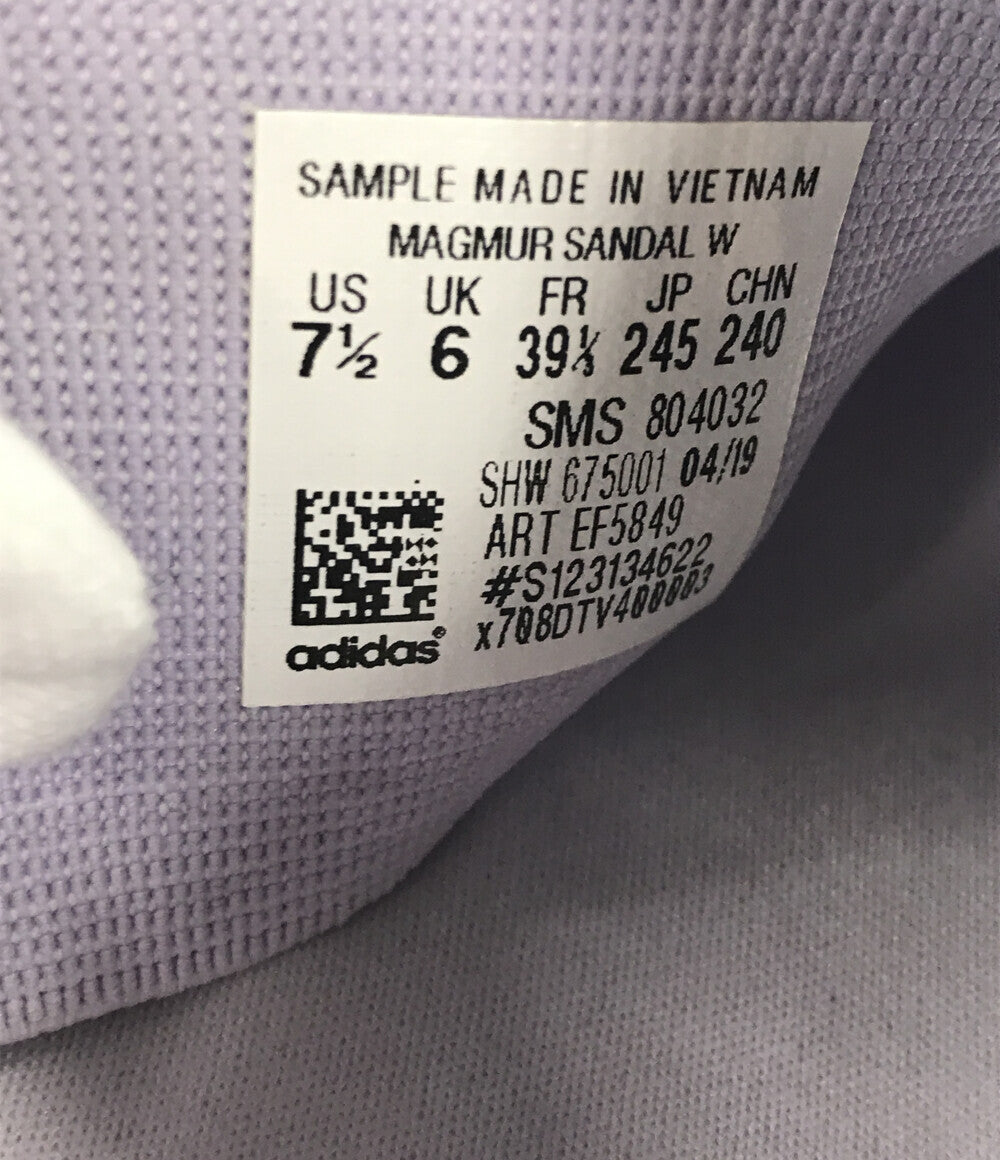 SAMPLE MADE IN VIETNAM
MAGMUR SANDAL W
US UK FR JP CHN
7½ 6 39⅓ 245 240
SMS 804032
SHW 675001 04/19
ART EF5849
#S123134622
x708DTV400003
adidas®